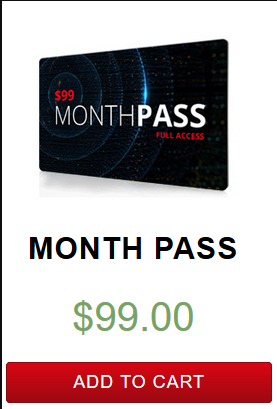 $99
MONTHPASS
FULL ACCESS
MONTH PASS
$99.00
ADD TO CART